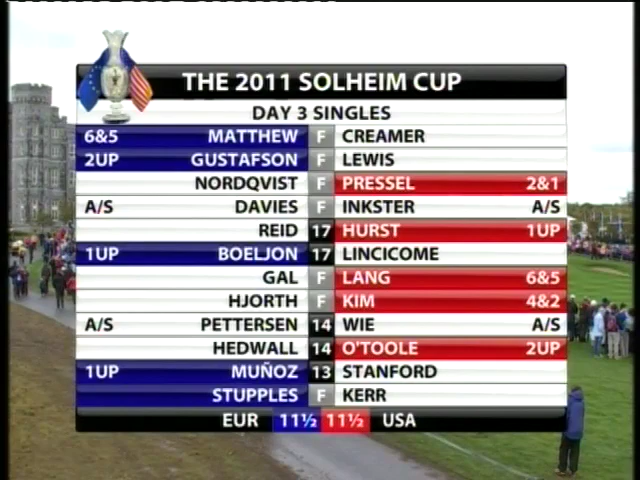 THE 2011 SOLHEIM CUP
DAY 3 SINGLES
6&5 MATTHEW F CREAMER
2UP GUSTAFSON F LEWIS
NORDQVIST F PRESSEL 2&1
A/S DAVIES F INKSTER A/S
REID 17 HURST 1UP
1UP BOELJON 17 LINCICOME
GAL F LANG 6&5
HJORTH F KIM 4&2
A/S PETTERSEN 14 WIE A/S
HEDWALL 14 O'TOOLE 2UP
1UP MUÑOZ 13 STANFORD
STUPPLES F KERR
EUR 11½ 11½ USA